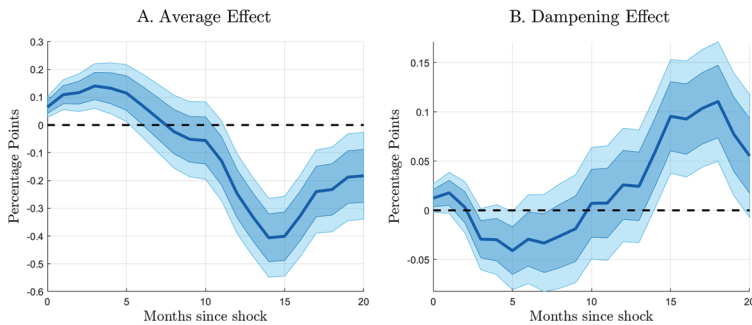 A. Average Effect
Percentage Points
0.3
0.2
0.1
0
-0.1
-0.2
-0.3
-0.4
-0.5
-0.6
0 5 10 15 20
Months since shock
B. Dampening Effect
Percentage Points
0.15
0.1
0.05
0
-0.05
0 5 10 15 20
Months since shock